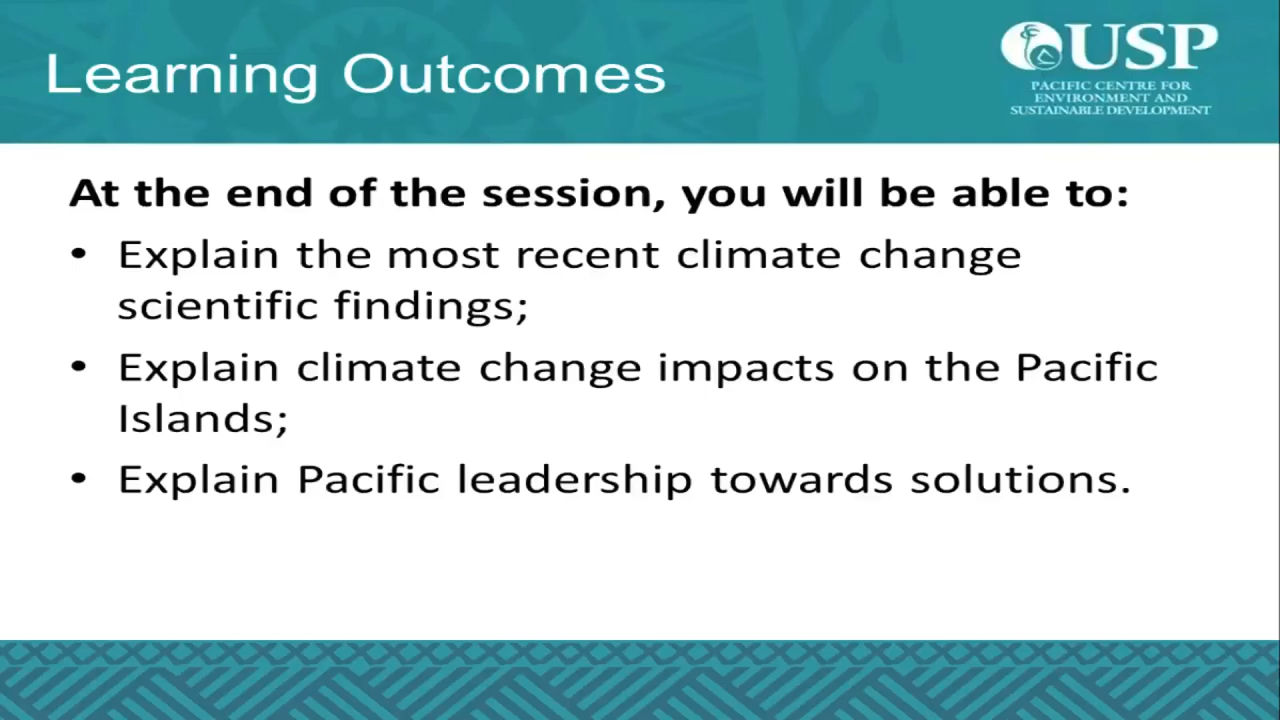 Learning Outcomes
USP
PACIFIC CENTRE FOR
ENVIRONMENT AND
SUSTAINABLE DEVELOPMENT
At the end of the session, you will be able to:
• Explain the most recent climate change
scientific findings;
• Explain climate change impacts on the Pacific
Islands;
• Explain Pacific leadership towards solutions.